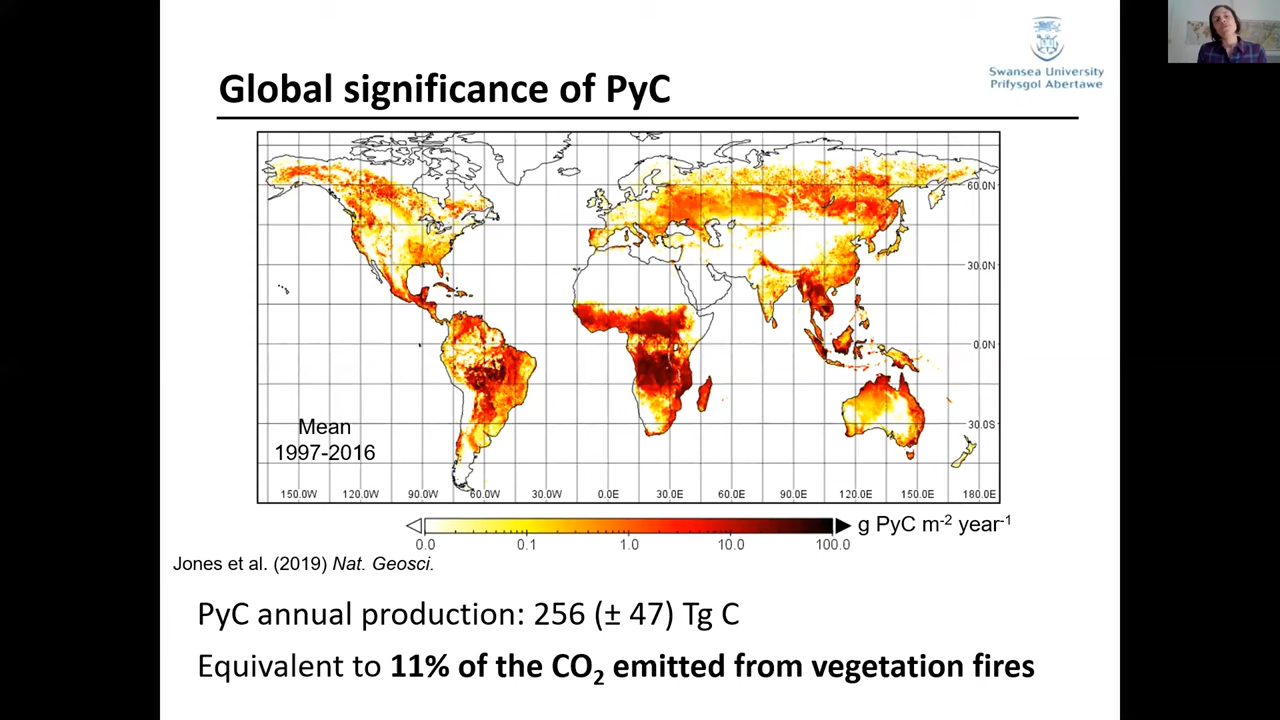 Swansea University
Prifysgol Abertawe
Global significance of PyC
60.0N
30.0N
0.0N
30.0S
Mean
1997-2016
150.0W 120.0W 90.0W 60.0W 30.0W 0.0E 30.0E 60.0E 90.0E 120.0E 150.0E 180.0E
0.0 0.1 1.0 10.0 100.0 g PyC m⁻² year⁻¹
Jones et al. (2019) Nat. Geosci.
PyC annual production: 256 (± 47) Tg C
Equivalent to 11% of the CO₂ emitted from vegetation fires